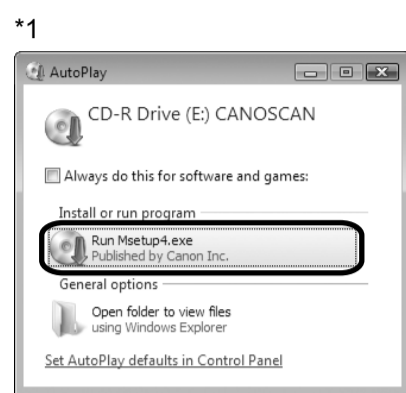 *1
AutoPlay
CD-R Drive (E:) CANOSCAN
Always do this for software and games:
Install or run program
Run Msetup4.exe
Published by Canon Inc.
General options
Open folder to view files
using Windows Explorer
Set AutoPlay defaults in Control Panel